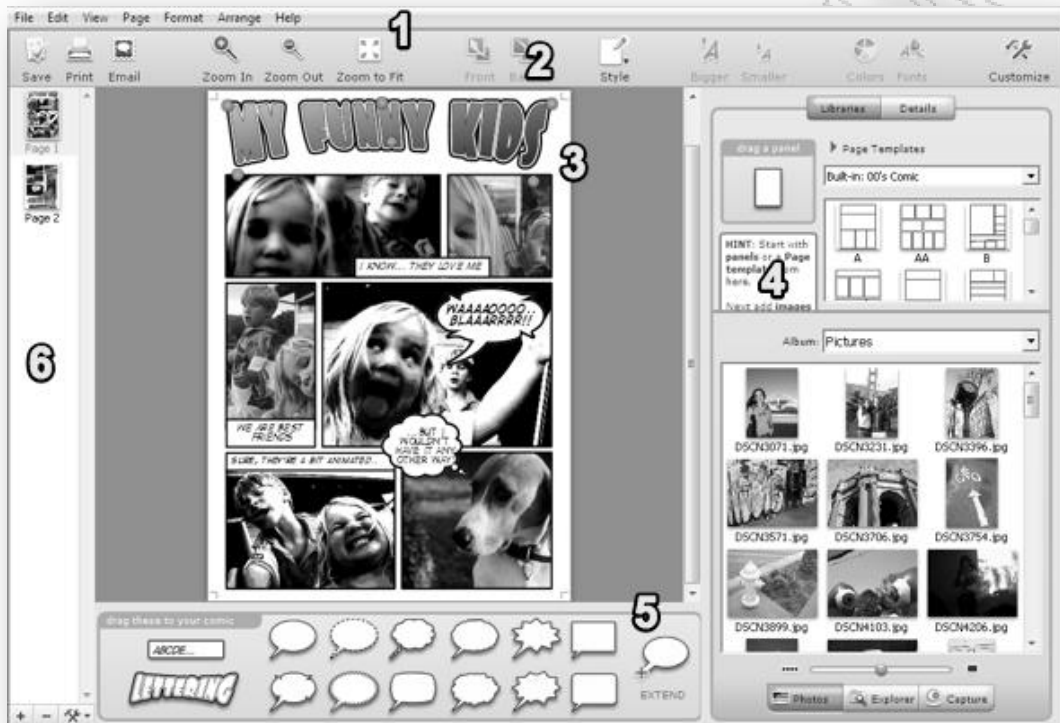 File Edit View Page Format Arrange Help
1
2
Save Print Email Zoom In Zoom Out Zoom to Fit Front Style Bigger Smaller Colors Fonts Customize
Page 1
Page 2
6
MY FUNNY KIDS
3
I KNOW... THEY LOVE ME
WAAAAOOOO..
BLAAARRRR!!
WE ARE BEST
FRIENDS
...BUT I
WOULDN'T
HAVE IT ANY
OTHER WAY
SURE, THEY'RE A BIT ANIMATED..
Libraries Details
drag a panel
Page Templates
Built-in: 00's Comic
A AA B
HINT: Start with
panels or a Page
template from
here.
Next add images
4
Album: Pictures
DSCN3071.jpg DSCN3231.jpg DSCN3396.jpg
DSCN3571.jpg DSCN3706.jpg DSCN3754.jpg
DSCN3899.jpg DSCN4103.jpg DSCN4206.jpg
Photos Explorer Capture
drag these to your comic
ABCDE...
LETTERING
5
EXTEND